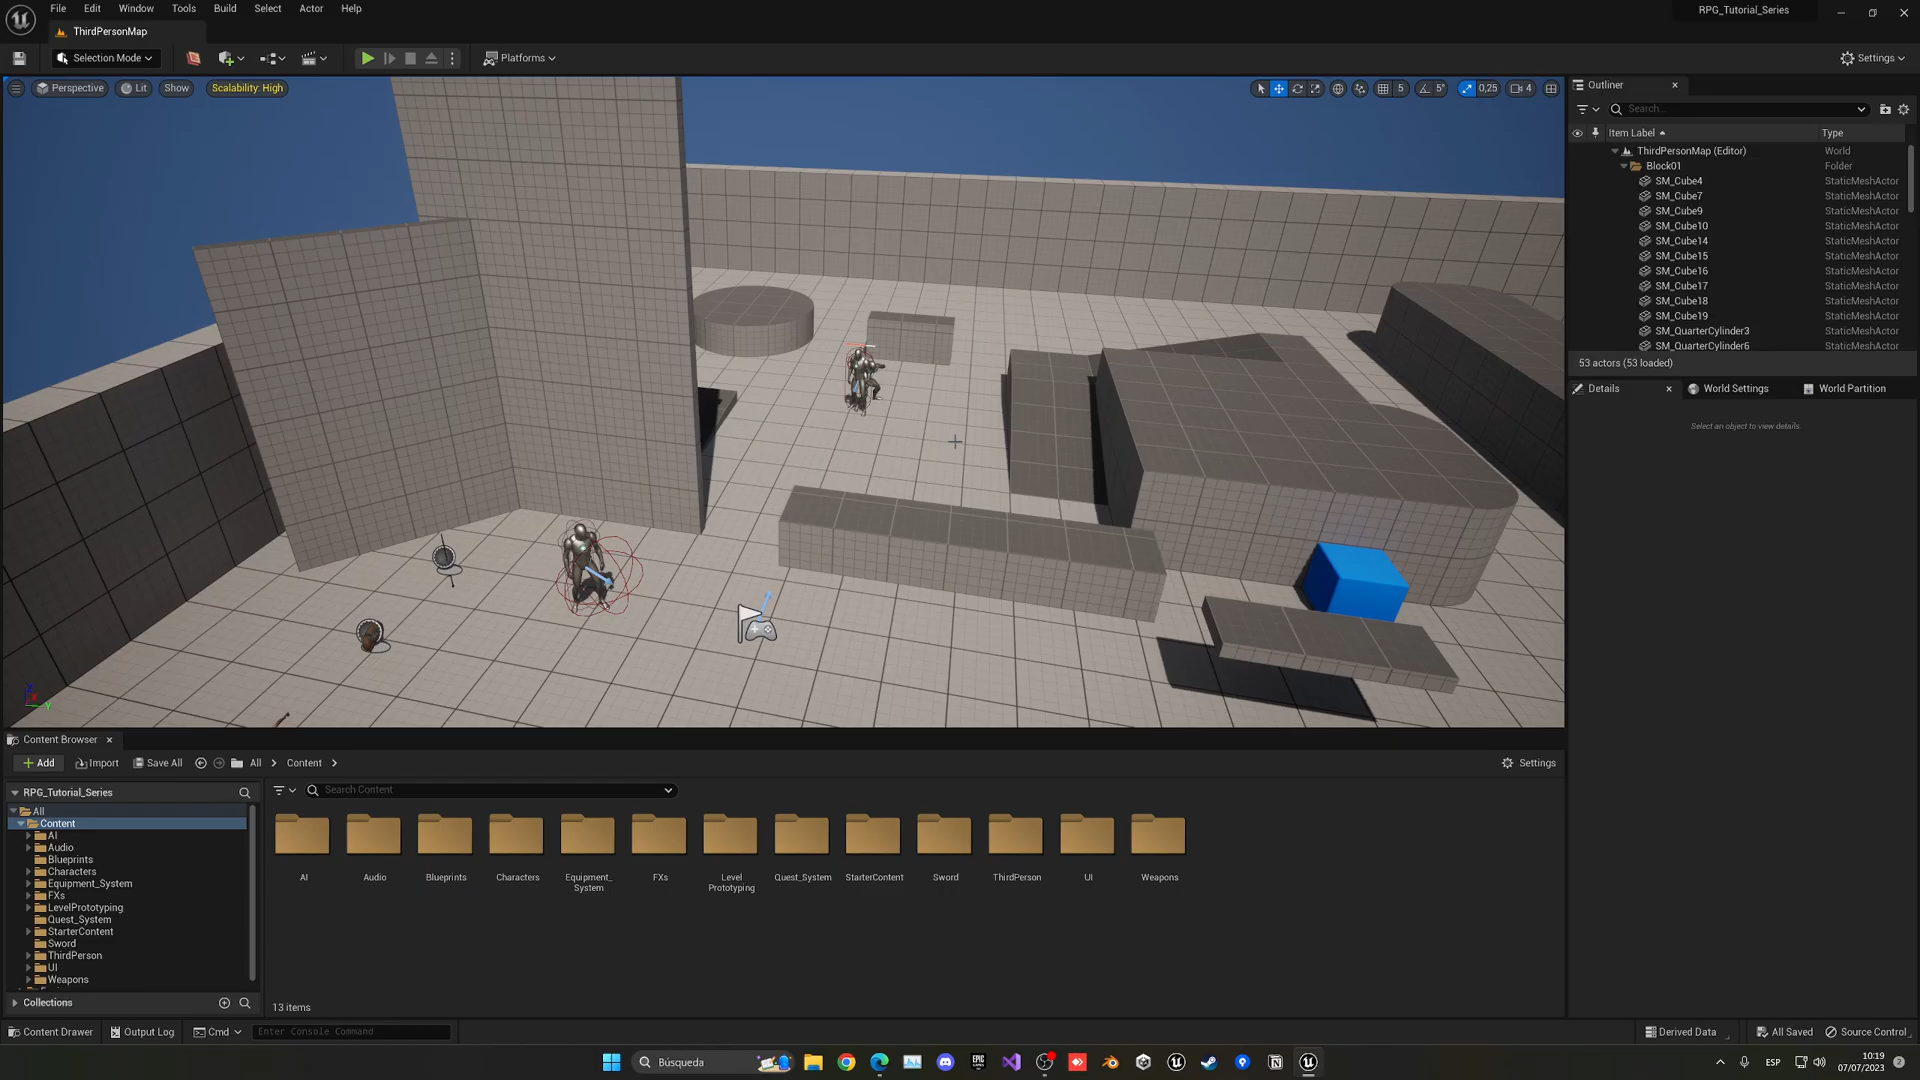 File Edit Window Tools Build Select Actor Help
RPG_Tutorial_Series
ThirdPersonMap
Selection Mode
Platforms
Settings
Perspective Lit Show Scalability: High
5 5° 0,25 4
Outliner
Search...
Item Label Type
ThirdPersonMap (Editor) World
Block01 Folder
SM_Cube4 StaticMeshActor
SM_Cube7 StaticMeshActor
SM_Cube9 StaticMeshActor
SM_Cube10 StaticMeshActor
SM_Cube14 StaticMeshActor
SM_Cube15 StaticMeshActor
SM_Cube16 StaticMeshActor
SM_Cube17 StaticMeshActor
SM_Cube18 StaticMeshActor
SM_Cube19 StaticMeshActor
SM_QuarterCylinder3 StaticMeshActor
SM_QuarterCylinder6 StaticMeshActor
53 actors (53 loaded)
Details World Settings World Partition
Select an object to view details.
Content Browser
Add Import Save All All Content Settings
RPG_Tutorial_Series
Search Content
All
Content
AI
Audio
Blueprints
Characters
Equipment_System
FXs
LevelPrototyping
Quest_System
StarterContent
Sword
ThirdPerson
UI
Weapons
AI Audio Blueprints Characters Equipment_ FXs Level Quest_System StarterContent Sword ThirdPerson UI Weapons
System Prototyping
13 items
Collections
Content Drawer Output Log Cmd Enter Console Command Derived Data All Saved Source Control
Búsqueda
EPIC
GAMES
ESP
10:19
07/07/2023
2